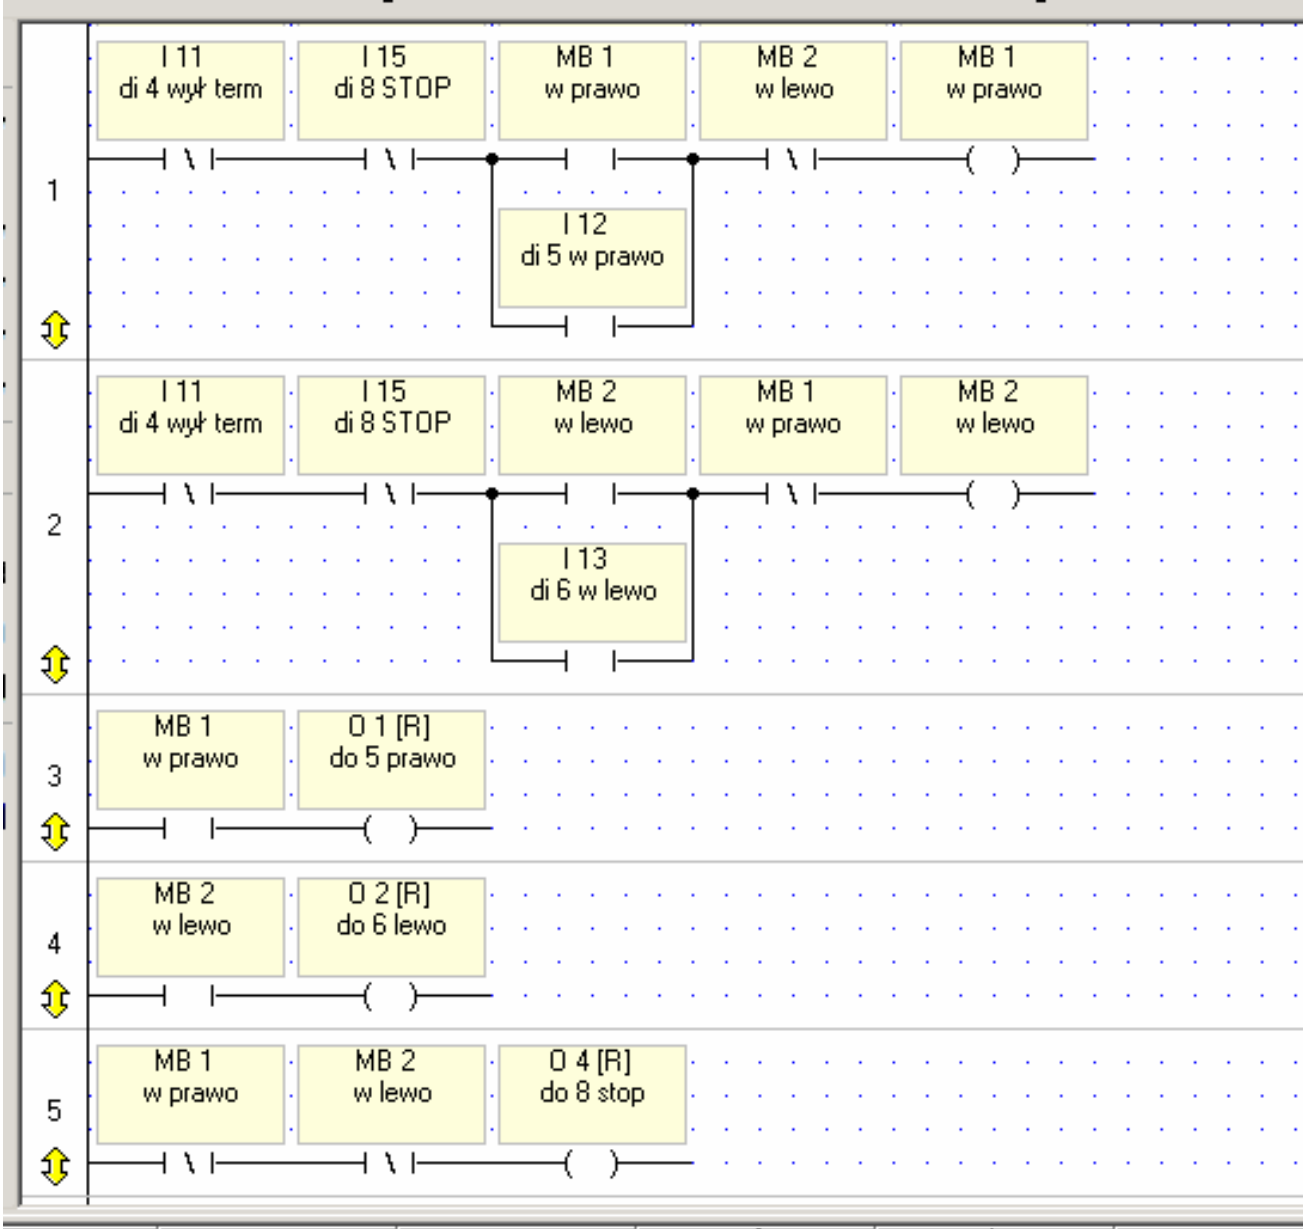 I 11
di 4 wył term
I 15
di 8 STOP
MB 1
w prawo
MB 2
w lewo
MB 1
w prawo
1
I 12
di 5 w prawo
I 11
di 4 wył term
I 15
di 8 STOP
MB 2
w lewo
MB 1
w prawo
MB 2
w lewo
2
I 13
di 6 w lewo
MB 1
w prawo
O 1 [R]
do 5 prawo
3
MB 2
w lewo
O 2 [R]
do 6 lewo
4
MB 1
w prawo
MB 2
w lewo
O 4 [R]
do 8 stop
5